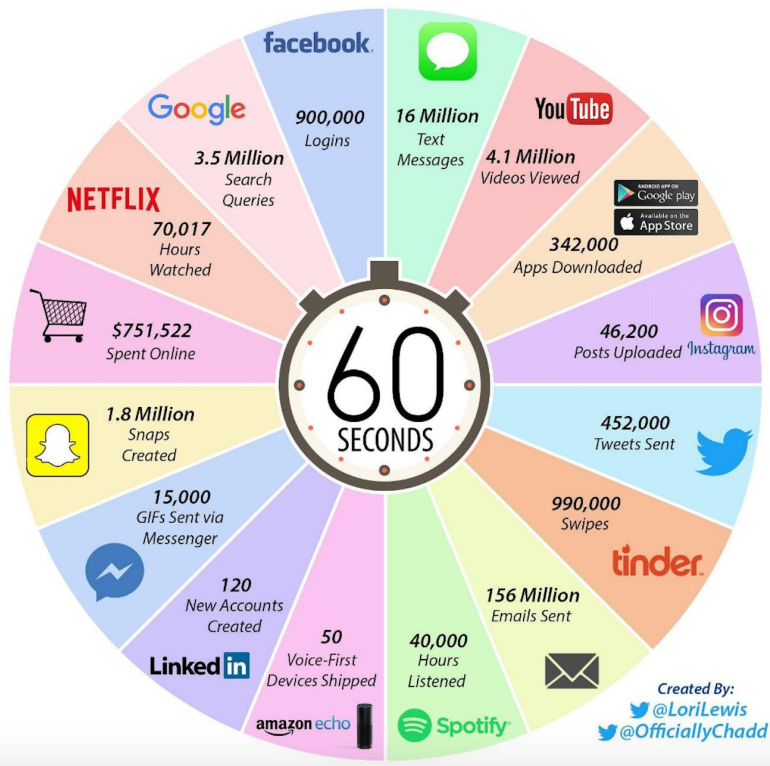 facebook
900,000
Logins
16 Million
Text
Messages
YouTube
4.1 Million
Videos Viewed
ANDROID APP ON
Google play
Available on the
App Store
342,000
Apps Downloaded
46,200
Posts Uploaded
Instagram
452,000
Tweets Sent
990,000
Swipes
tinder
156 Million
Emails Sent
40,000
Hours
Listened
Spotify
50
Voice-First
Devices Shipped
amazon echo
120
New Accounts
Created
Linked in
15,000
GIFs Sent via
Messenger
1.8 Million
Snaps
Created
$751,522
Spent Online
NETFLIX
70,017
Hours
Watched
Google
3.5 Million
Search
Queries
60
SECONDS
Created By:
@LoriLewis
@OfficiallyChadd